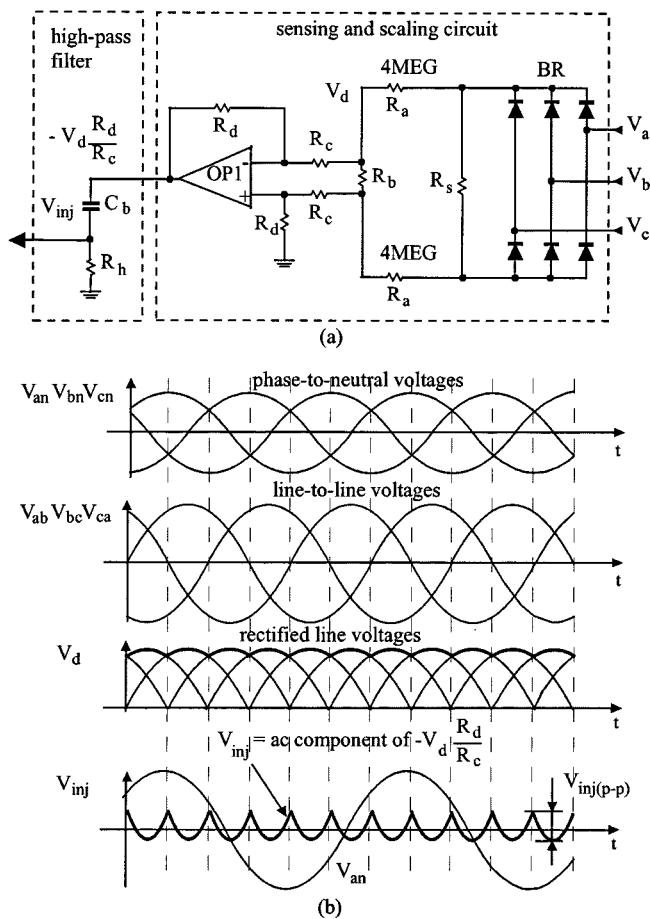 high-pass
filter
sensing and scaling circuit
4MEG
BR
V_d
R_a
R_d
- V_d R_d/R_c
R_c
V_a
OP1
-
+
R_b
R_s
V_b
V_inj
C_b
R_d
R_c
V_c
4MEG
R_h
R_a
(a)
phase-to-neutral voltages
V_an V_bn V_cn
t
line-to-line voltages
V_ab V_bc V_ca
t
rectified line voltages
V_d
t
V_inj = ac component of -V_d R_d/R_c
V_inj
V_inj(p-p)
t
V_an
(b)